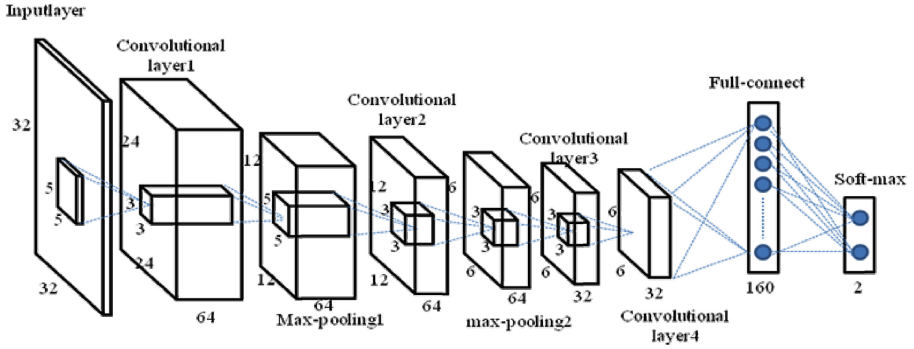 Inputlayer
32
5
5
32
Convolutional
layer1
24
3
3
24
64
12
5
5
12
64
Max-pooling1
Convolutional
layer2
12
3
3
12
64
6
3
3
6
64
max-pooling2
Convolutional
layer3
6
3
3
6
32
6
6
32
Convolutional
layer4
Full-connect
160
Soft-max
2